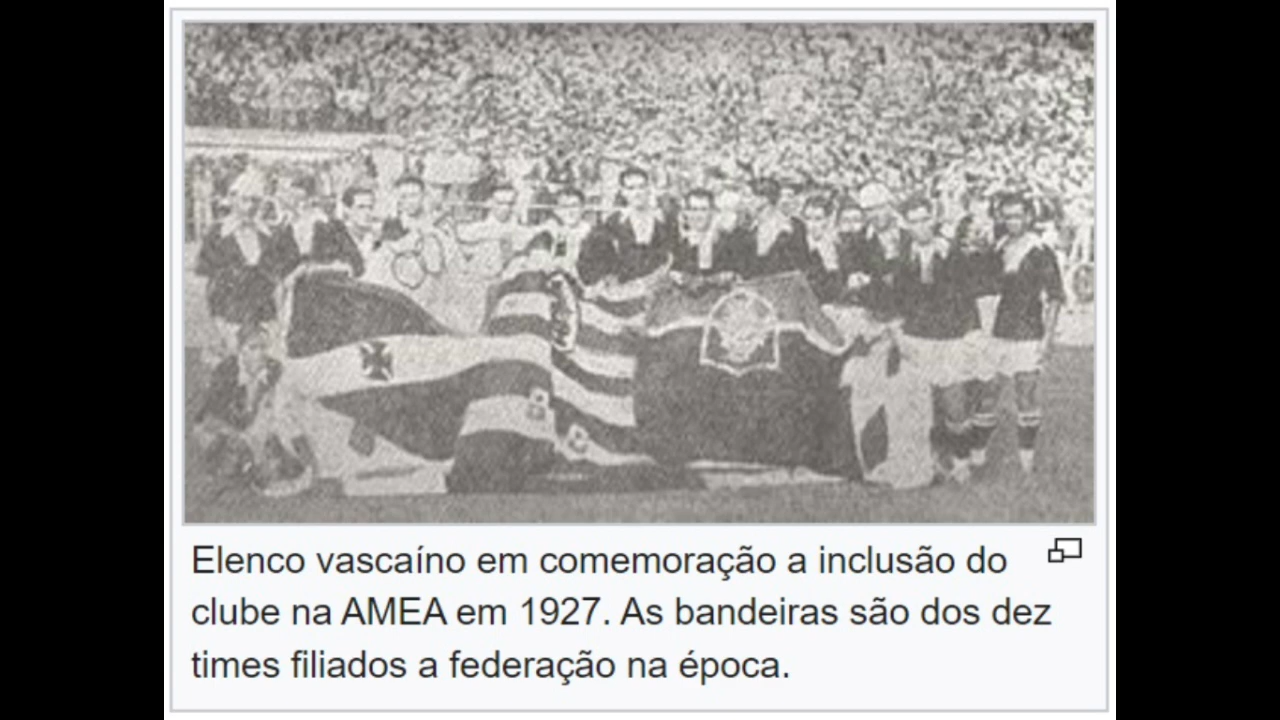 Elenco vascaíno em comemoração a inclusão do
clube na AMEA em 1927. As bandeiras são dos dez
times filiados a federação na época.